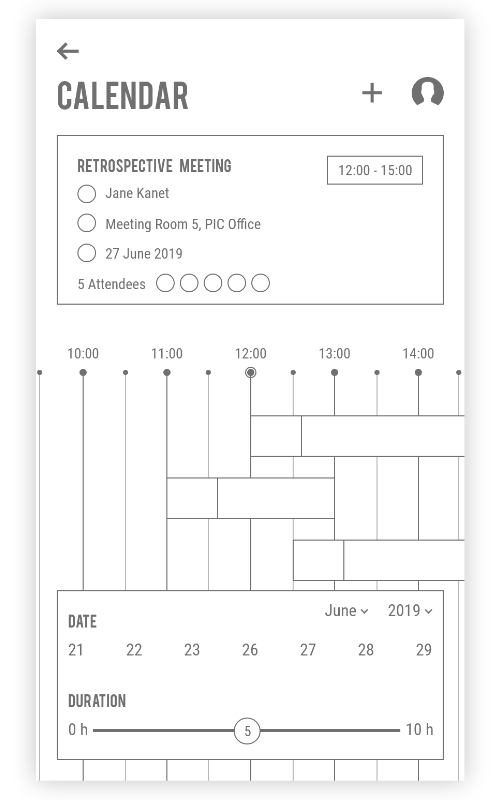 CALENDAR
RETROSPECTIVE MEETING
12:00 - 15:00
Jane Kanet
Meeting Room 5, PIC Office
27 June 2019
5 Attendees
10:00 11:00 12:00 13:00 14:00
June 2019
DATE
21 22 23 26 27 28 29
DURATION
0 h 5 10 h